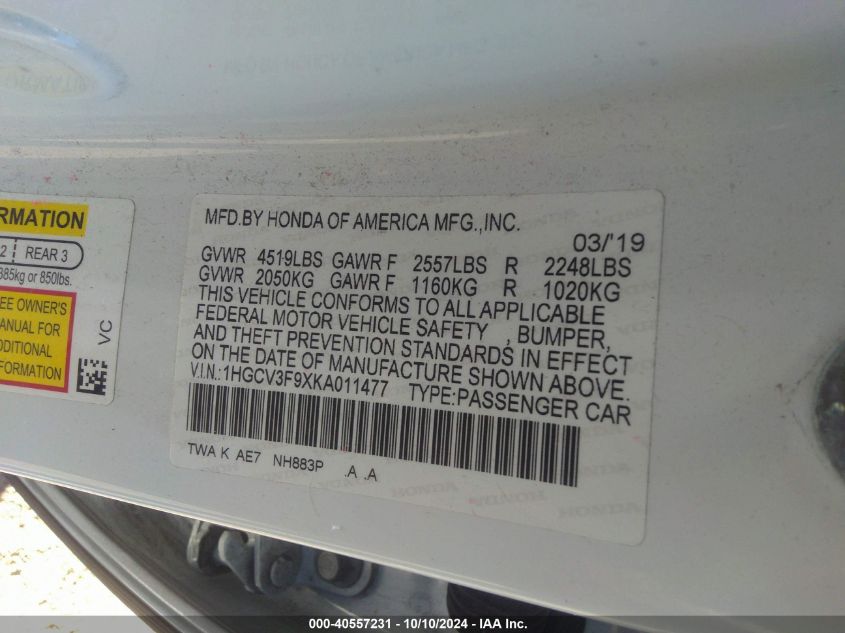 RMATION
2 REAR 3
385kg or 850lbs.
EE OWNER'S
ANUAL FOR
DDITIONAL
FORMATION
VC
MFD.BY HONDA OF AMERICA MFG.,INC.
03/'19
GVWR 4519LBS GAWR F 2557LBS R 2248LBS
GVWR 2050KG GAWR F 1160KG R 1020KG
THIS VEHICLE CONFORMS TO ALL APPLICABLE
FEDERAL MOTOR VEHICLE SAFETY , BUMPER,
AND THEFT PREVENTION STANDARDS IN EFFECT
ON THE DATE OF MANUFACTURE SHOWN ABOVE.
V.I.N.:1HGCV3F9XKA011477 TYPE:PASSENGER CAR
TWA K AE7 NH883P .A .A
HONDA HONDA HONDA
000-40557231 - 10/10/2024 - IAA Inc.